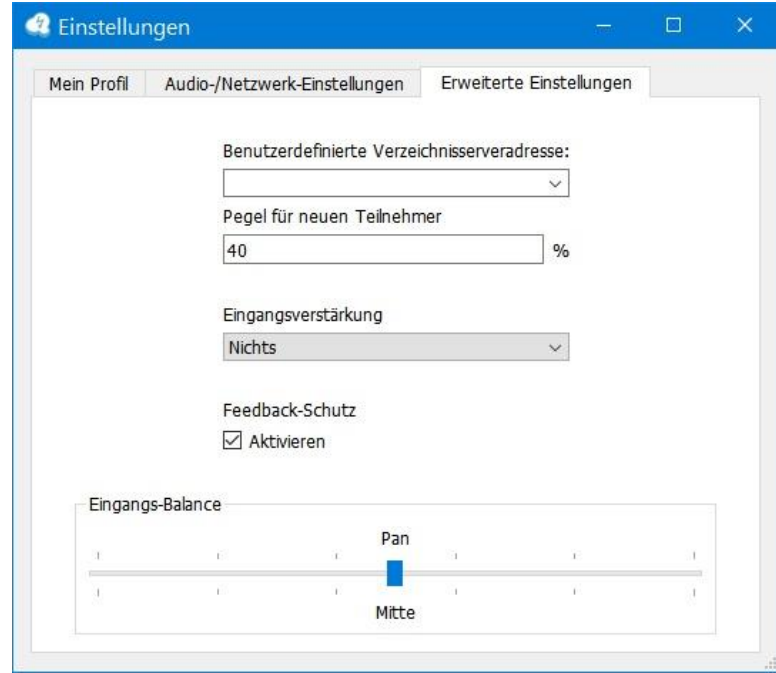 Einstellungen
Mein Profil Audio-/Netzwerk-Einstellungen Erweiterte Einstellungen
Benutzerdefinierte Verzeichnisserveradresse:
Pegel für neuen Teilnehmer
40 %
Eingangsverstärkung
Nichts
Feedback-Schutz
Aktivieren
Eingangs-Balance
Pan
Mitte